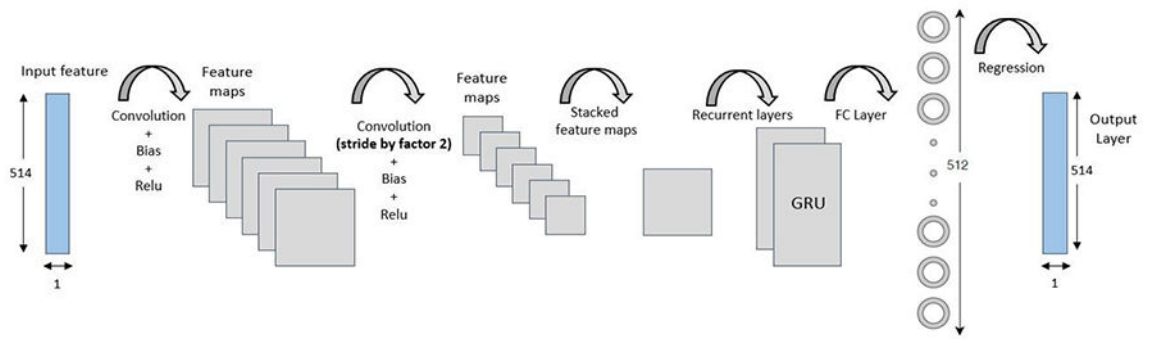 Input feature
514
1
Convolution
+
Bias
+
Relu
Feature
maps
Convolution
(stride by factor 2)
+
Bias
+
Relu
Feature
maps
Stacked
feature maps
Recurrent layers
GRU
FC Layer
512
Regression
Output
Layer
514
1